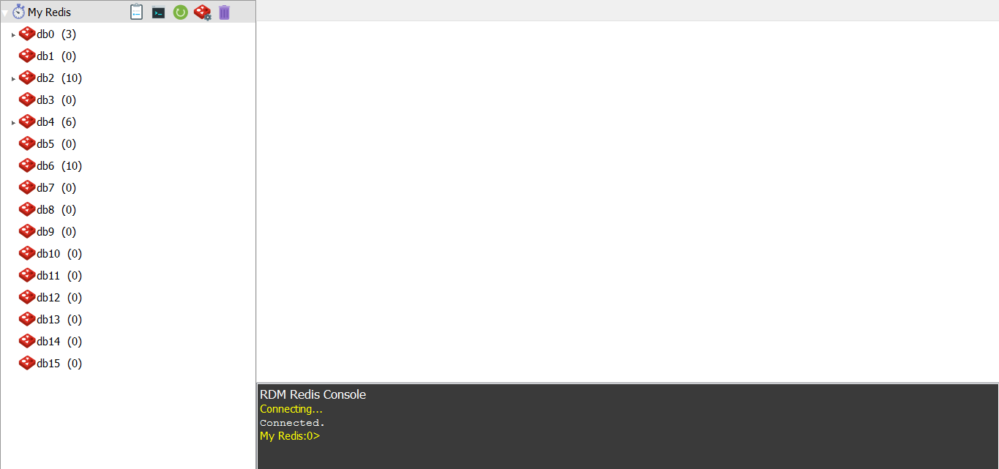 My Redis
db0 (3)
db1 (0)
db2 (10)
db3 (0)
db4 (6)
db5 (0)
db6 (10)
db7 (0)
db8 (0)
db9 (0)
db10 (0)
db11 (0)
db12 (0)
db13 (0)
db14 (0)
db15 (0)
RDM Redis Console
Connecting...
Connected.
My Redis:0>